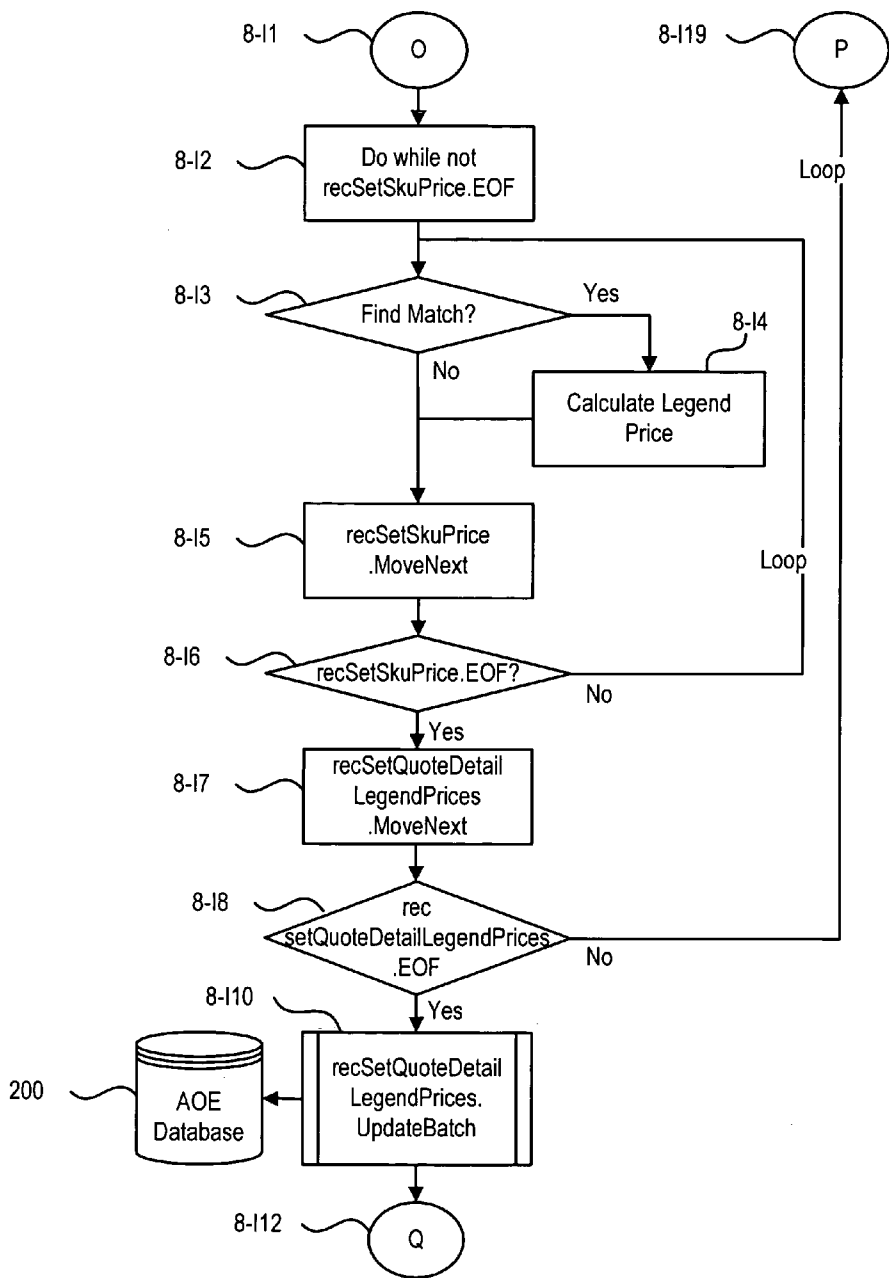 8-I1
O
8-I19
P
8-I2
Do while not
recSetSkuPrice.EOF
Loop
8-I3
Find Match?
Yes
8-I4
No
Calculate Legend
Price
8-I5
recSetSkuPrice
.MoveNext
Loop
8-I6
recSetSkuPrice.EOF?
No
Yes
8-I7
recSetQuoteDetail
LegendPrices
.MoveNext
8-I8
rec
setQuoteDetailLegendPrices
.EOF
No
8-I10
Yes
200
AOE
Database
recSetQuoteDetail
LegendPrices.
UpdateBatch
8-I12
Q